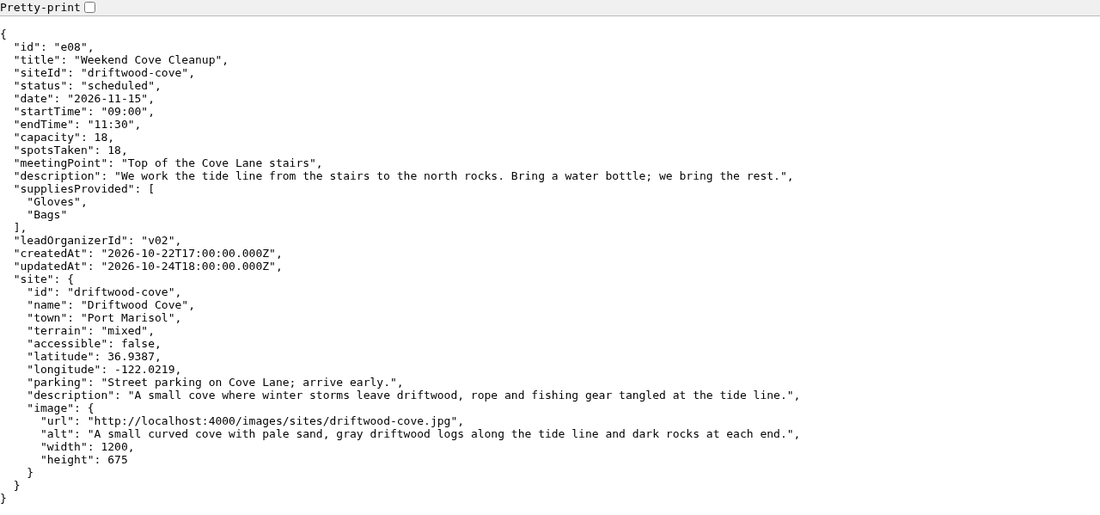 Pretty-print
{
  "id": "e08",
  "title": "Weekend Cove Cleanup",
  "siteId": "driftwood-cove",
  "status": "scheduled",
  "date": "2026-11-15",
  "startTime": "09:00",
  "endTime": "11:30",
  "capacity": 18,
  "spotsTaken": 18,
  "meetingPoint": "Top of the Cove Lane stairs",
  "description": "We work the tide line from the stairs to the north rocks. Bring a water bottle; we bring the rest.",
  "suppliesProvided": [
    "Gloves",
    "Bags"
  ],
  "leadOrganizerId": "v02",
  "createdAt": "2026-10-22T17:00:00.000Z",
  "updatedAt": "2026-10-24T18:00:00.000Z",
  "site": {
    "id": "driftwood-cove",
    "name": "Driftwood Cove",
    "town": "Port Marisol",
    "terrain": "mixed",
    "accessible": false,
    "latitude": 36.9387,
    "longitude": -122.0219,
    "parking": "Street parking on Cove Lane; arrive early.",
    "description": "A small cove where winter storms leave driftwood, rope and fishing gear tangled at the tide line.",
    "image": {
      "url": "http://localhost:4000/images/sites/driftwood-cove.jpg",
      "alt": "A small curved cove with pale sand, gray driftwood logs along the tide line and dark rocks at each end.",
      "width": 1200,
      "height": 675
    }
  }
}